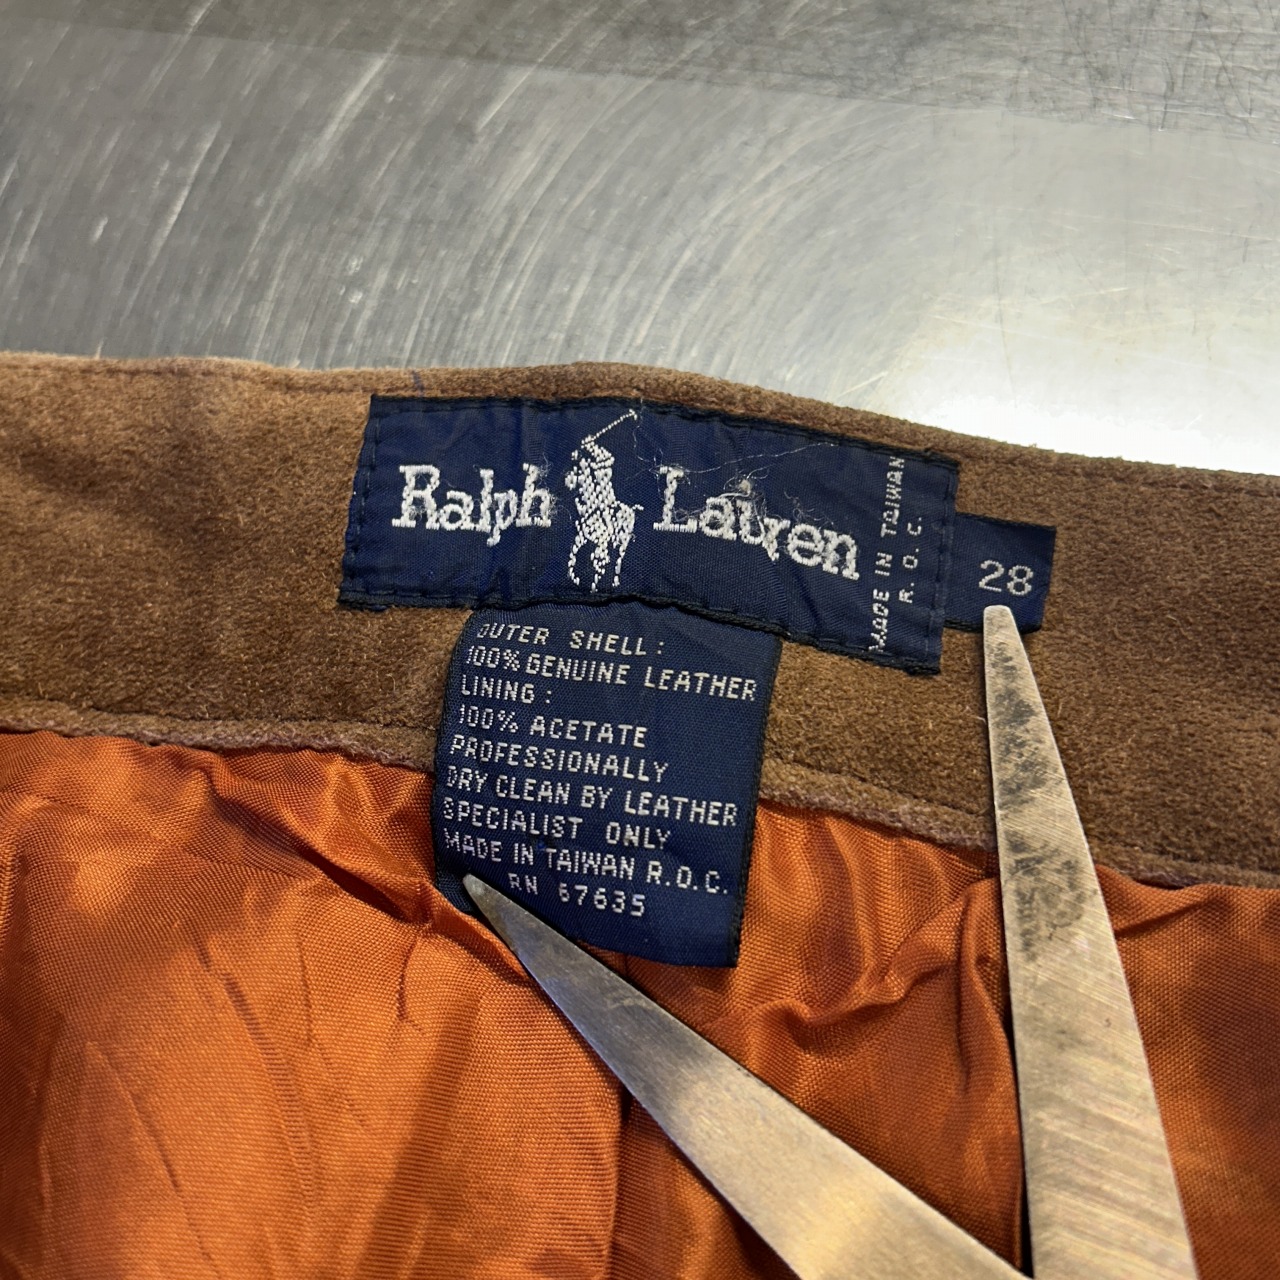 Ralph Lauren
MADE IN TAIWAN
R.O.C.
28
OUTER SHELL:
100% GENUINE LEATHER
LINING:
100% ACETATE
PROFESSIONALLY
DRY CLEAN BY LEATHER
SPECIALIST ONLY
MADE IN TAIWAN R.O.C.
RN 67635